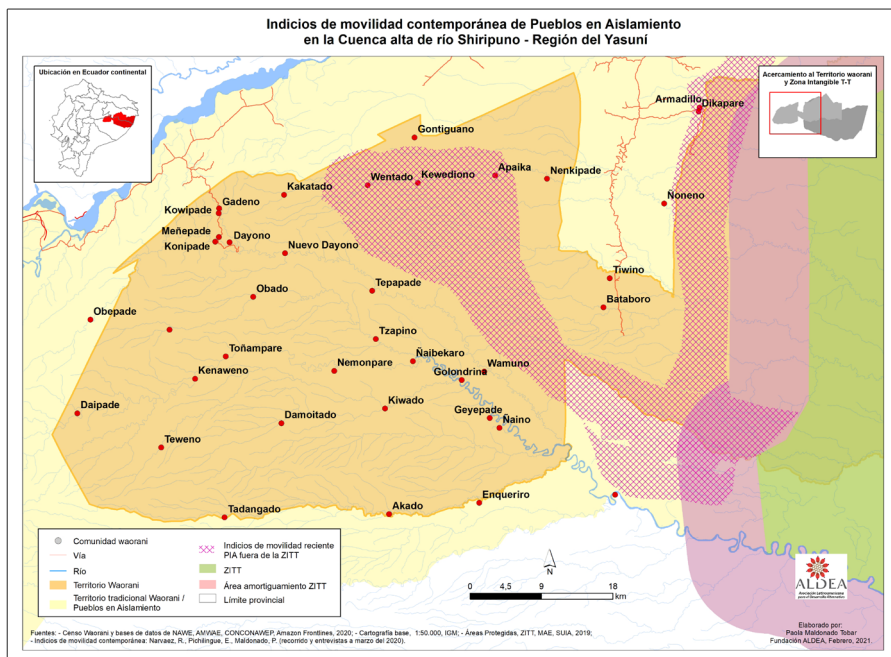 Indicios de movilidad contemporánea de Pueblos en Aislamiento
en la Cuenca alta de río Shiripuno - Región del Yasuní
Ubicación en Ecuador continental
Acercamiento al Territorio waorani
y Zona Intangible T-T
Armadillo
Dikapare
Gontiguano
Wentado
Kewediono
Apaika
Nenkipade
Kakatado
Gadeno
Kowipade
Ñoneno
Meñepade
Dayono
Konipade
Nuevo Dayono
Tiwino
Tepapade
Obado
Bataboro
Obepade
Tzapino
Toñampare
Ñaibekaro
Wamuno
Kenaweno
Nemonpare
Golondrina
Daipade
Kiwado
Damoitado
Geyepade
Ñaino
Teweno
Enqueriro
Tadangado
Akado
Comunidad waorani
Vía
Río
Territorio Waorani
Territorio tradicional Waorani /
Pueblos en Aislamiento
Indicios de movilidad reciente
PIA fuera de la ZITT
ZITT
Área amortiguamiento ZITT
Límite provincial
N
0 4,5 9 18
km
ALDEA
Asociación Latinoamericana
para el Desarrollo Alternativo
Fuentes: - Censo Waorani y bases de datos de NAWE, AMWAE, CONCONAWEP, Amazon Frontlines, 2020; - Cartografía base, 1:50.000, IGM; - Áreas Protegidas, ZITT, MAE, SUIA, 2019;
- Indicios de movilidad contemporánea: Narvaez, R., Pichilingue, E., Maldonado, P. (recorrido y entrevistas a marzo del 2020).
Elaborado por:
Paola Maldonado Tobar
Fundación ALDEA, Febrero, 2021.